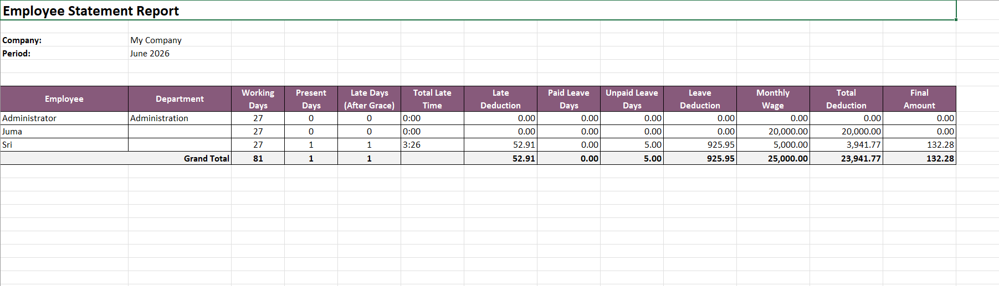 Employee Statement Report
Company: My Company
Period: June 2026
Employee Department Working Days Present Days Late Days (After Grace) Total Late Time Late Deduction Paid Leave Days Unpaid Leave Days Leave Deduction Monthly Wage Total Deduction Final Amount
Administrator Administration 27 0 0 0:00 0.00 0.00 0.00 0.00 0.00 0.00 0.00
Juma 27 0 0 0:00 0.00 0.00 0.00 0.00 20,000.00 20,000.00 0.00
Sri 27 1 1 3:26 52.91 0.00 5.00 925.95 5,000.00 3,941.77 132.28
Grand Total 81 1 1 52.91 0.00 5.00 925.95 25,000.00 23,941.77 132.28